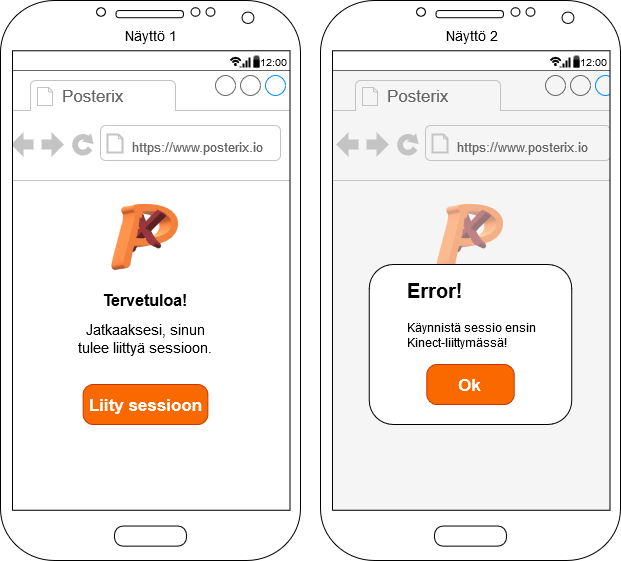 Näyttö 1
12:00
Posterix
https://www.posterix.io
Tervetuloa!
Jatkaaksesi, sinun
tulee liittyä sessioon.
Liity sessioon
Näyttö 2
12:00
Posterix
https://www.posterix.io
Error!
Käynnistä sessio ensin
Kinect-liittymässä!
Ok